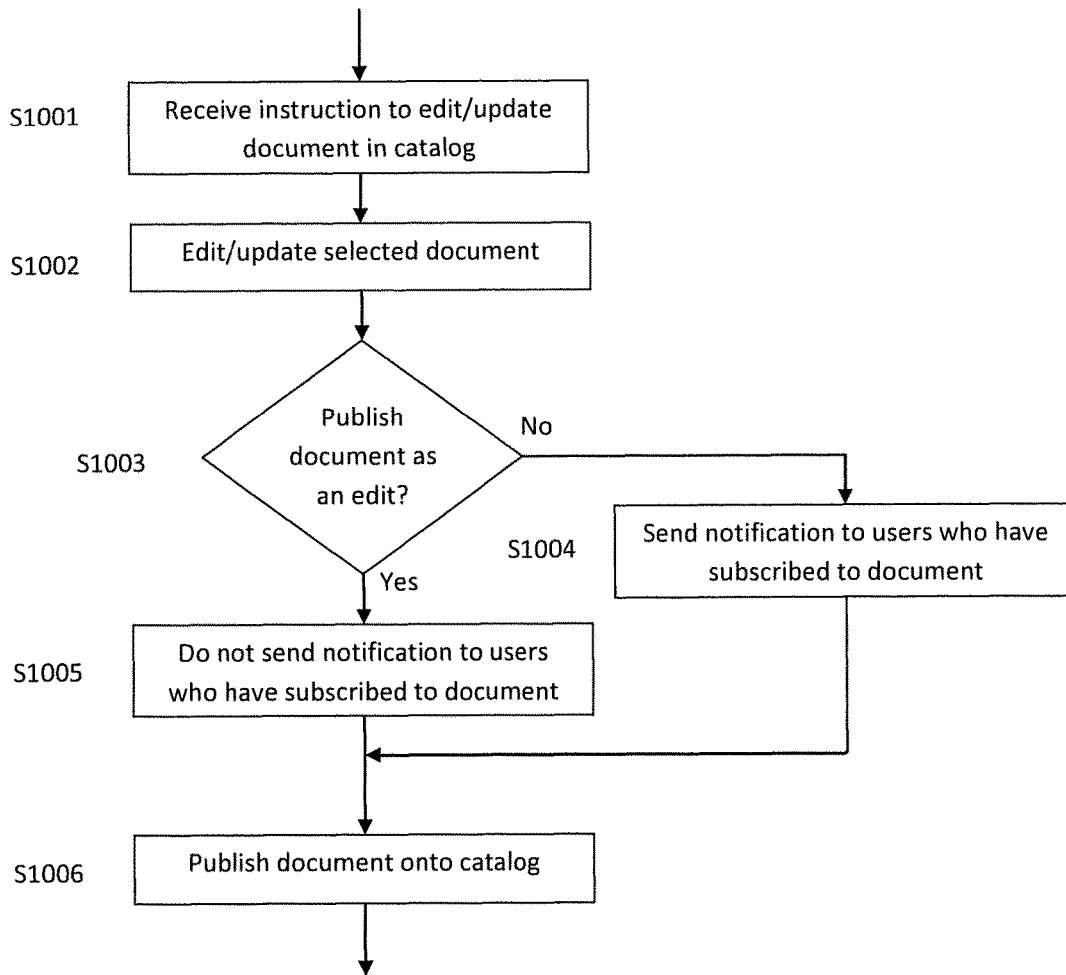 S1001
Receive instruction to edit/update
document in catalog
S1002
Edit/update selected document
S1003
Publish
document as
an edit?
No
Yes
S1004
Send notification to users who have
subscribed to document
S1005
Do not send notification to users
who have subscribed to document
S1006
Publish document onto catalog